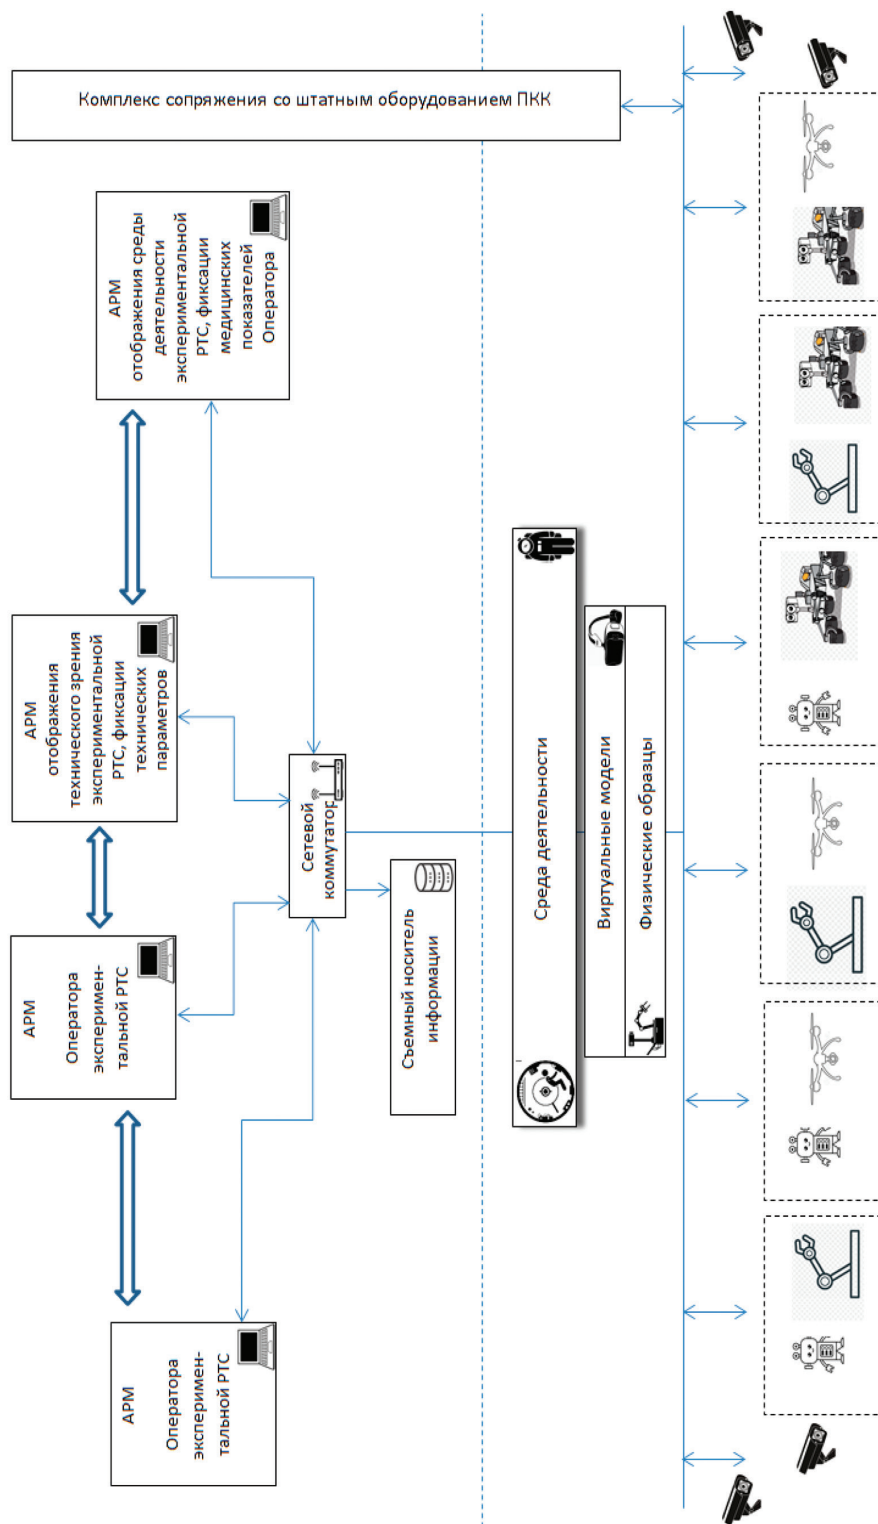 Комплекс сопряжения со штатным оборудованием ПКК
АРМ
Оператора
эксперимен-
тальной РТС
АРМ
Оператора
эксперимен-
тальной РТС
АРМ
отображения
технического зрения
экспериментальной
РТС, фиксации
технических
параметров
АРМ
отображения среды
деятельности
экспериментальной
РТС, фиксации
медицинских
показателей
Оператора
Сетевой
коммутатор
Съемный носитель
информации
Среда деятельности
Виртуальные модели
Физические образцы